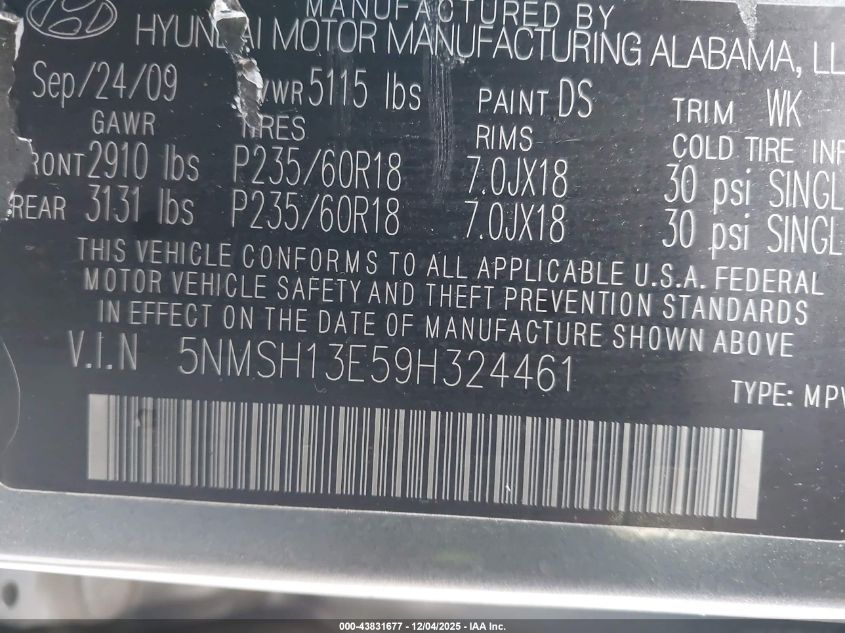 MANUFACTURED BY
HYUNDAI MOTOR MANUFACTURING ALABAMA, LL
Sep/24/09 VWR 5115 lbs PAINT DS TRIM WK
GAWR TIRES RIMS COLD TIRE INF
RONT 2910 lbs P235/60R18 7.0JX18 30 psi SINGL
REAR 3131 lbs P235/60R18 7.0JX18 30 psi SINGL
THIS VEHICLE CONFORMS TO ALL APPLICABLE U.S.A. FEDERAL
MOTOR VEHICLE SAFETY AND THEFT PREVENTION STANDARDS
IN EFFECT ON THE DATE OF MANUFACTURE SHOWN ABOVE
V.I.N 5NMSH13E59H324461
TYPE: MPV
000-43831677 - 12/04/2025 - IAA Inc.